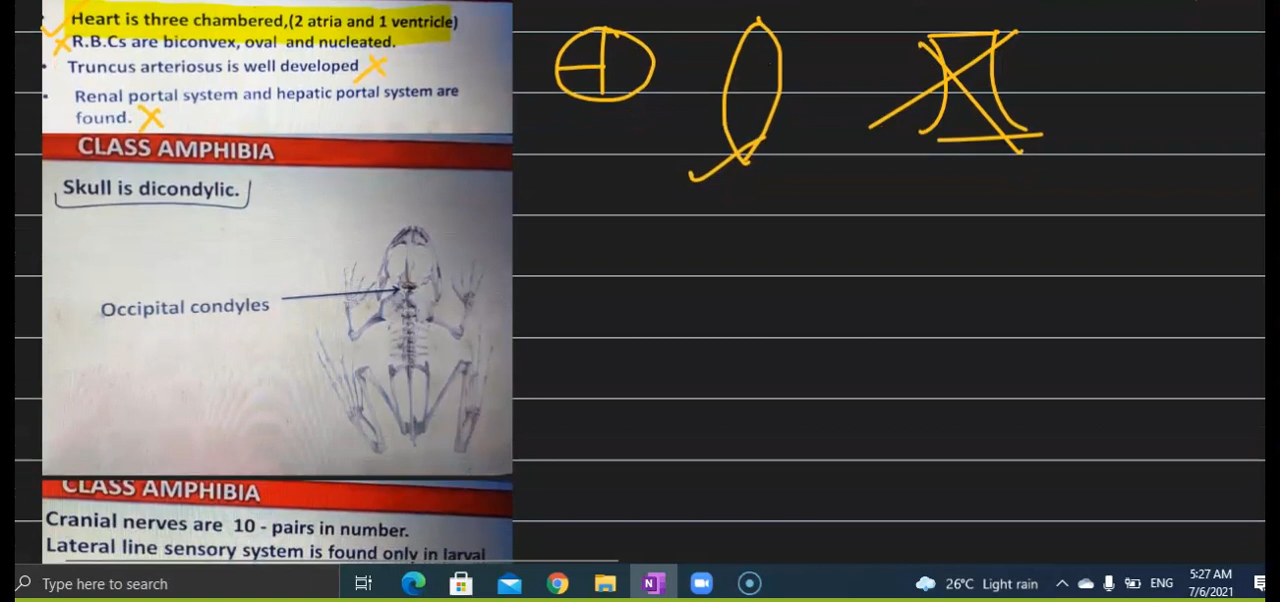 Heart is three chambered,(2 atria and 1 ventricle)
R.B.Cs are biconvex, oval and nucleated.
• Truncus arteriosus is well developed
• Renal portal system and hepatic portal system are
found.
CLASS AMPHIBIA
Skull is dicondylic.
Occipital condyles
CLASS AMPHIBIA
Cranial nerves are 10 - pairs in number.
Lateral line sensory system is found only in larval
Type here to search
26°C Light rain
ENG
5:27 AM
7/6/2021